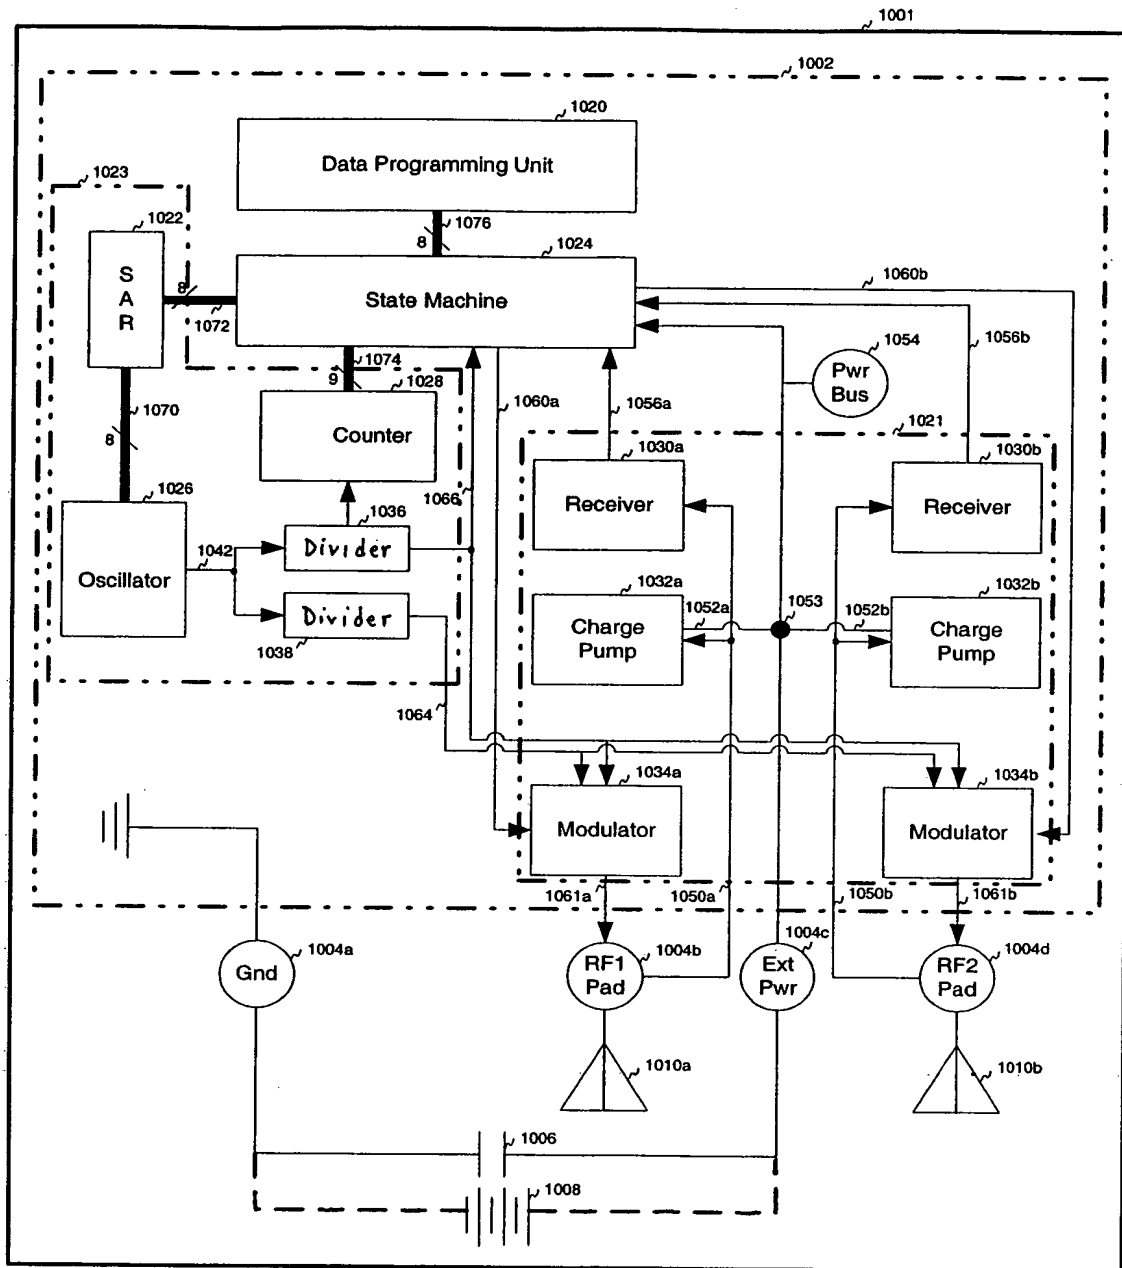 1001
1002
1020
Data Programming Unit
1023
1022
8
1076
1024
S
A
R
8
1072
State Machine
1060b
1056b
1054
Pwr
Bus
1074
9
1028
1060a
1056a
1070
8
Counter
1021
1030a
1030b
Receiver
Receiver
1026
1066
1036
Oscillator
1042
Divider
1032a
1032b
Divider
1038
1052a
1053
1052b
Charge
Pump
Charge
Pump
1064
1034a
1034b
Modulator
Modulator
1061a
1050a
1050b
1061b
1004a
Gnd
1004b
RF1
Pad
1004c
Ext
Pwr
1004d
RF2
Pad
1010a
1010b
1006
1008